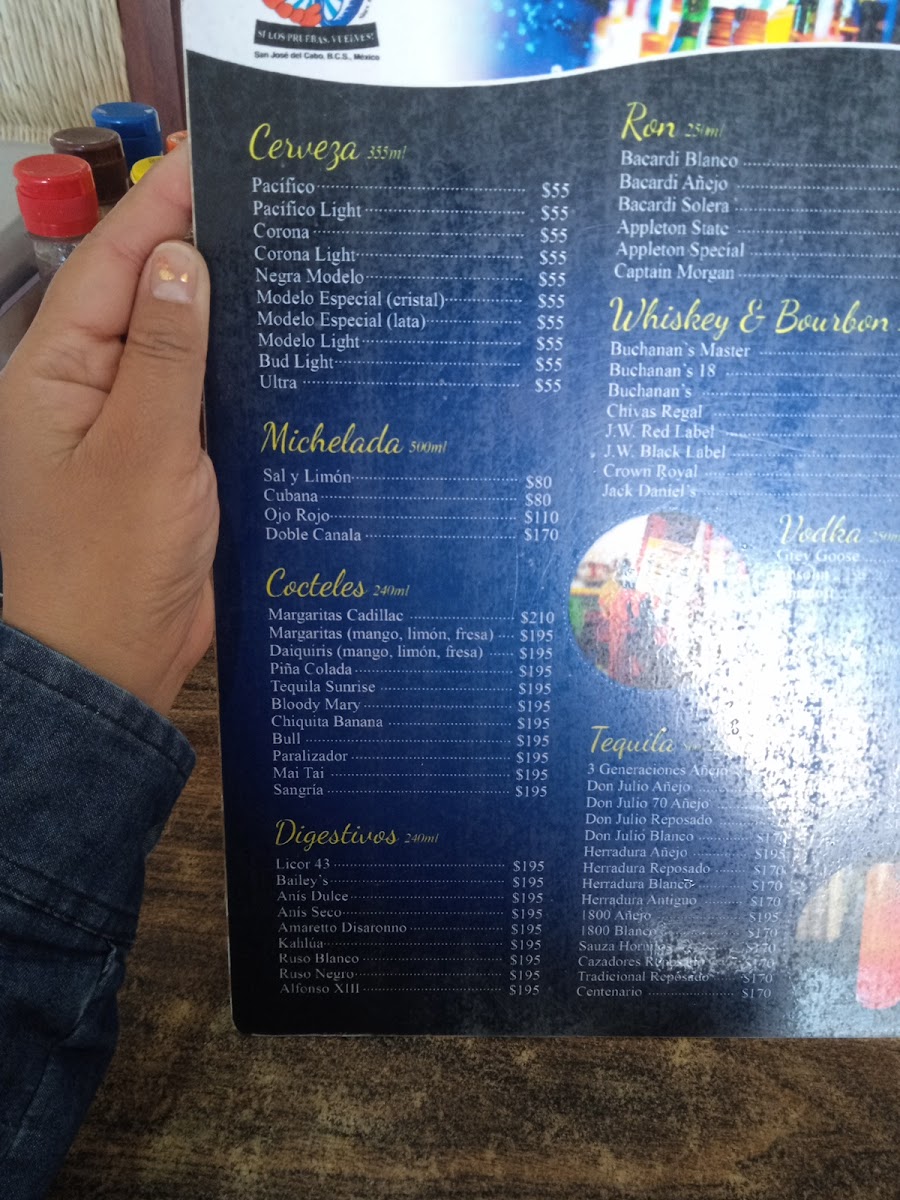 SI LOS PRUEBAS, VUELVES!
San José del Cabo, B.C.S., México
Cerveza 355ml
Pacífico $55
Pacífico Light $55
Corona $55
Corona Light $55
Negra Modelo $55
Modelo Especial (cristal) $55
Modelo Especial (lata) $55
Modelo Light $55
Bud Light $55
Ultra $55
Michelada 500ml
Sal y Limón $80
Cubana $80
Ojo Rojo $110
Doble Canala $170
Cocteles 240ml
Margaritas Cadillac $210
Margaritas (mango, limón, fresa) $195
Daiquiris (mango, limón, fresa) $195
Piña Colada $195
Tequila Sunrise $195
Bloody Mary $195
Chiquita Banana $195
Bull $195
Paralizador $195
Mai Tai $195
Sangría $195
Digestivos 240ml
Licor 43 $195
Bailey's $195
Anis Dulce $195
Anis Seco $195
Amaretto Disaronno $195
Kahlúa $195
Ruso Blanco $195
Ruso Negro $195
Alfonso XIII $195
Ron 250ml
Bacardi Blanco
Bacardi Añejo
Bacardi Solera
Appleton State
Appleton Special
Captain Morgan
Whiskey & Bourbon
Buchanan`s Master
Buchanan`s 18
Buchanan`s
Chivas Regal
J.W. Red Label
J.W. Black Label
Crown Royal
Jack Daniel's
Vodka 250ml
Grey Goose
Tequila
3 Generaciones Añejo
Don Julio Añejo
Don Julio 70 Añejo
Don Julio Reposado
Don Julio Blanco $170
Herradura Añejo $195
Herradura Reposado $170
Herradura Blanco $170
Herradura Antiguo $170
1800 Añejo $195
1800 Blanco $170
Sauza Hornitos $170
Cazadores Reposado $170
Tradicional Reposado $170
Centenario $170